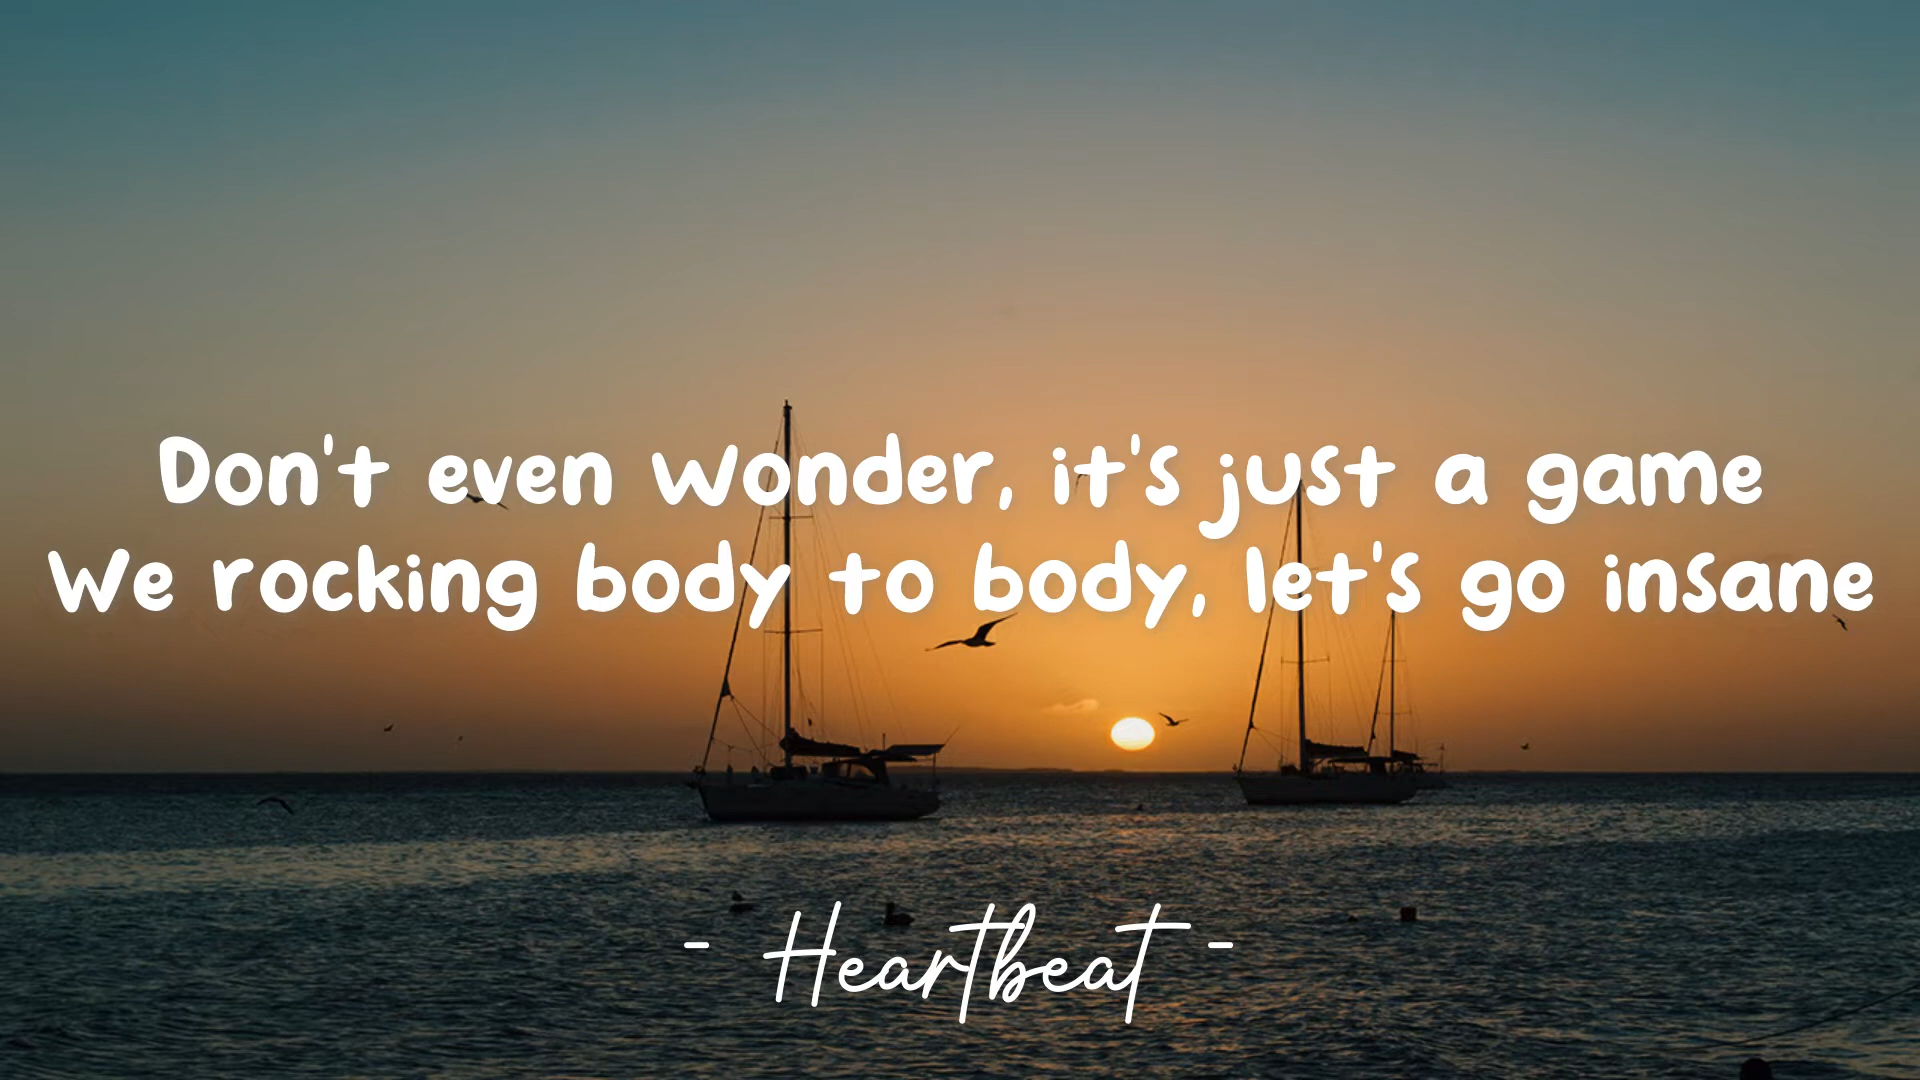 Don't even wonder, it's just a game
We rocking body to body, let's go insane
- Heartbeat -